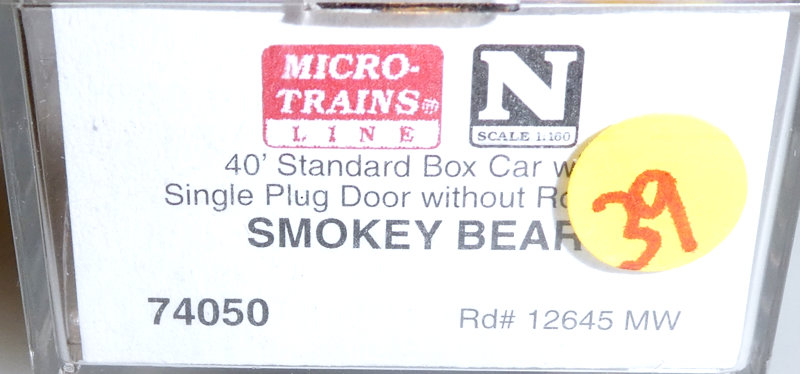 MICRO-
TRAINS
LINE
N
SCALE 1:160
40' Standard Box Car
Single Plug Door without
SMOKEY BEAR
39
74050
Rd# 12645 MW